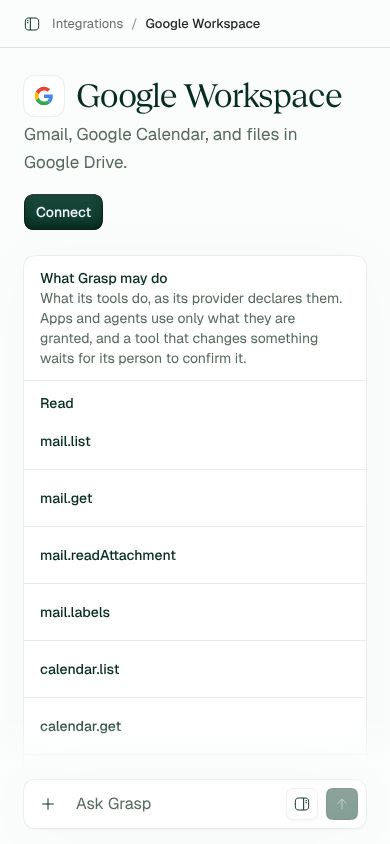 Integrations / Google Workspace
Google Workspace
Gmail, Google Calendar, and files in
Google Drive.
Connect
What Grasp may do
What its tools do, as its provider declares them.
Apps and agents use only what they are
granted, and a tool that changes something
waits for its person to confirm it.
Read
mail.list
mail.get
mail.readAttachment
mail.labels
calendar.list
calendar.get
Ask Grasp